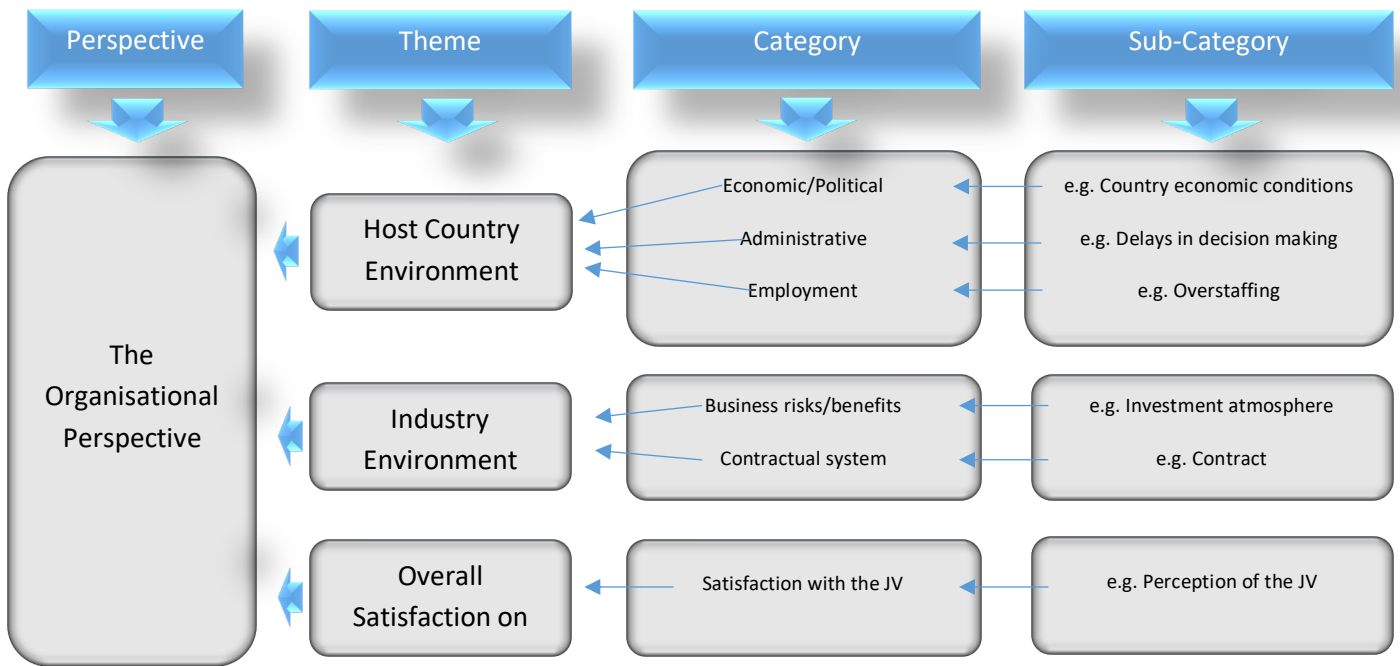 Perspective
Theme
Category
Sub-Category
The
Organisational
Perspective
Host Country
Environment
Economic/Political
Administrative
Employment
e.g. Country economic conditions
e.g. Delays in decision making
e.g. Overstaffing
Industry
Environment
Business risks/benefits
Contractual system
e.g. Investment atmosphere
e.g. Contract
Overall
Satisfaction on
Satisfaction with the JV
e.g. Perception of the JV